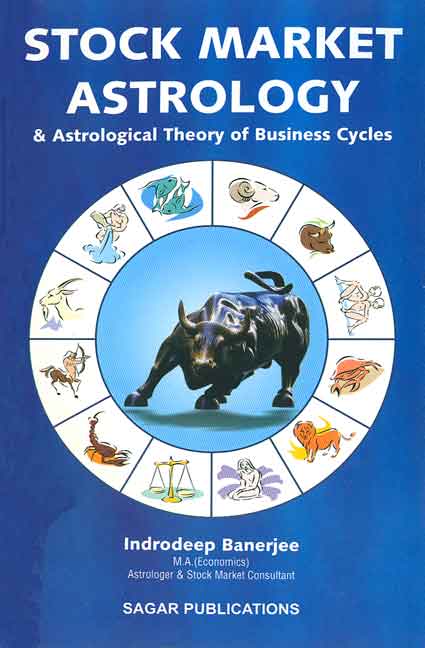 STOCK MARKET
ASTROLOGY
& Astrological Theory of Business Cycles
Indrodeep Banerjee
M.A.(Economics)
Astrologer & Stock Market Consultant
SAGAR PUBLICATIONS